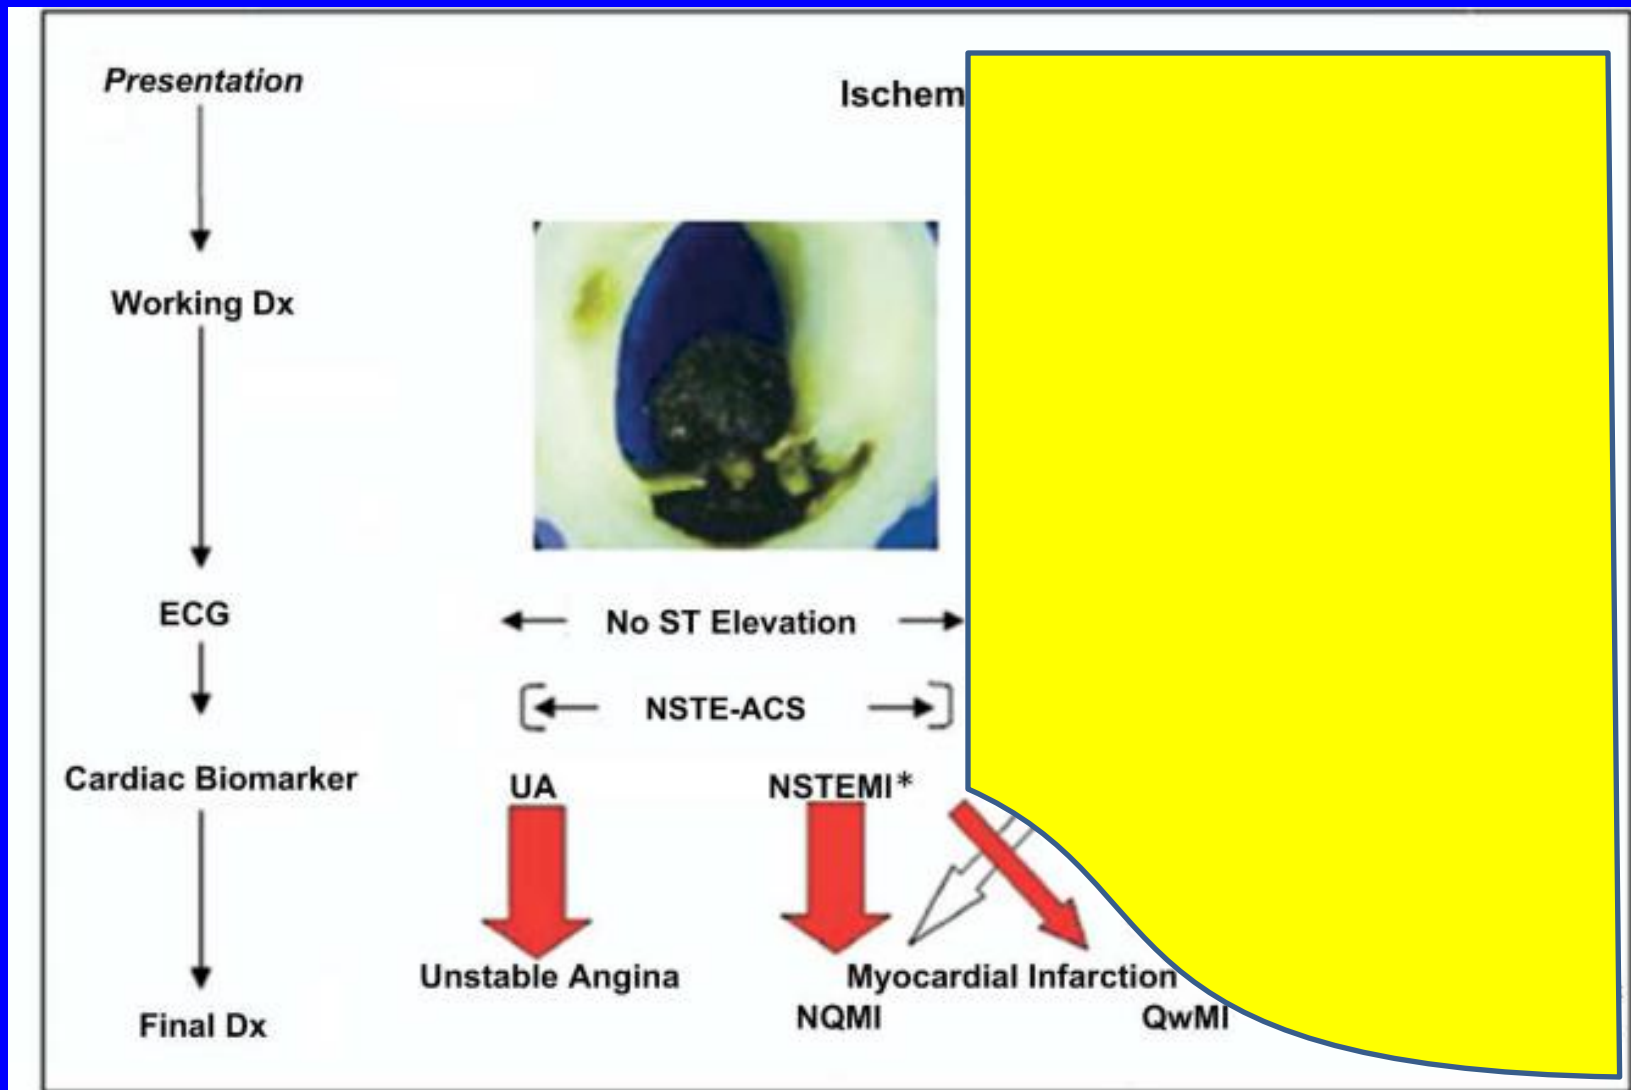 Presentation
Ischem
Working Dx
ECG
No ST Elevation
NSTE-ACS
Cardiac Biomarker
UA
NSTEMI*
Unstable Angina
Myocardial Infarction
NQMI
QwMI
Final Dx